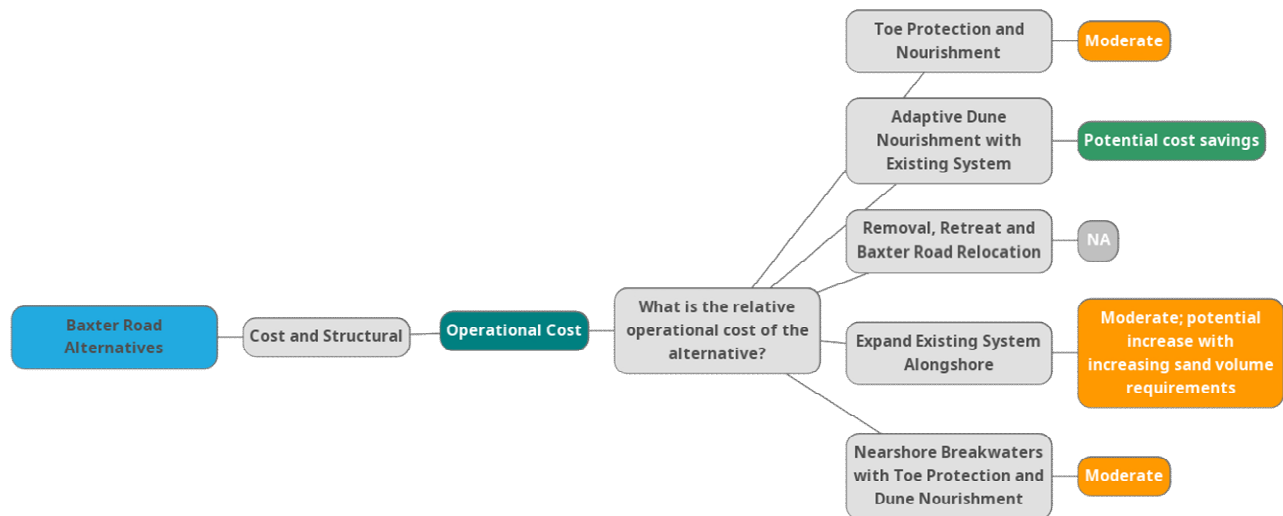 Baxter Road
Alternatives
Cost and Structural
Operational Cost
What is the relative
operational cost of the
alternative?
Toe Protection and
Nourishment
Moderate
Adaptive Dune
Nourishment with
Existing System
Potential cost savings
Removal, Retreat and
Baxter Road Relocation
NA
Expand Existing System
Alongshore
Moderate; potential
increase with
increasing sand volume
requirements
Nearshore Breakwaters
with Toe Protection and
Dune Nourishment
Moderate